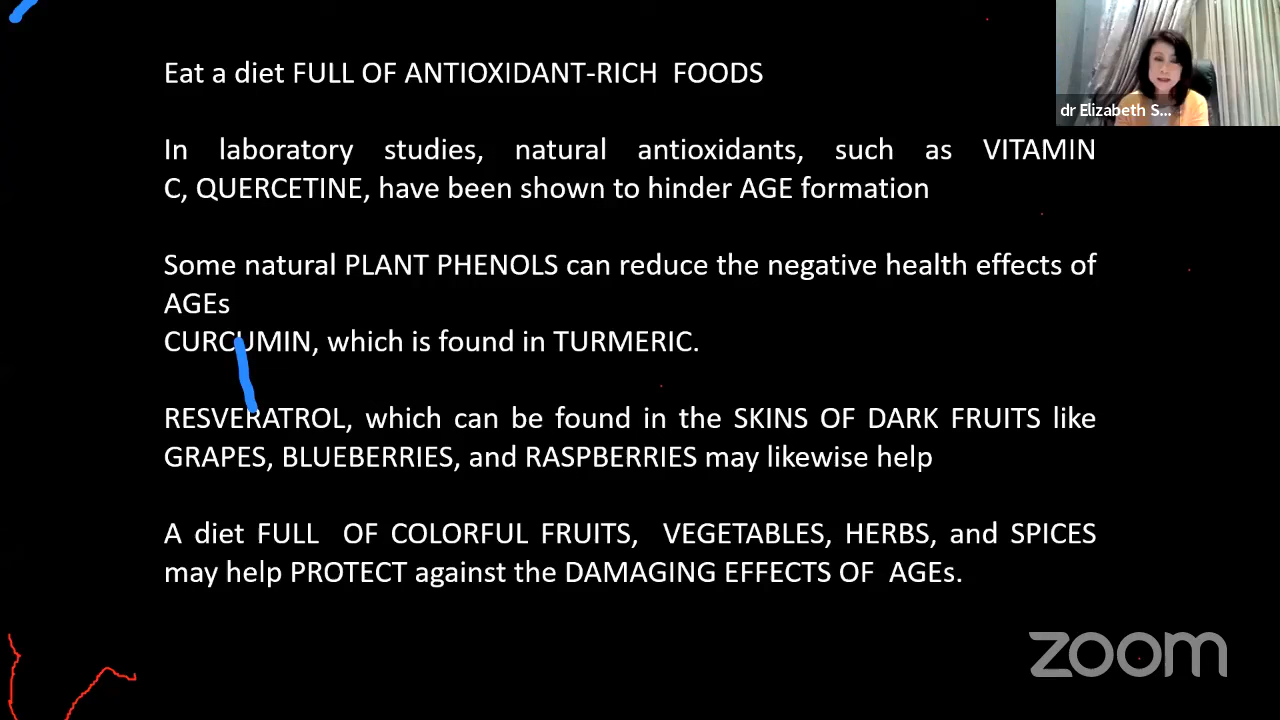 Eat a diet FULL OF ANTIOXIDANT-RICH FOODS
dr Elizabeth S...
In laboratory studies, natural antioxidants, such as VITAMIN
C, QUERCETINE, have been shown to hinder AGE formation
Some natural PLANT PHENOLS can reduce the negative health effects of
AGEs
CURCUMIN, which is found in TURMERIC.
RESVERATROL, which can be found in the SKINS OF DARK FRUITS like
GRAPES, BLUEBERRIES, and RASPBERRIES may likewise help
A diet FULL OF COLORFUL FRUITS, VEGETABLES, HERBS, and SPICES
may help PROTECT against the DAMAGING EFFECTS OF AGEs.
zoom